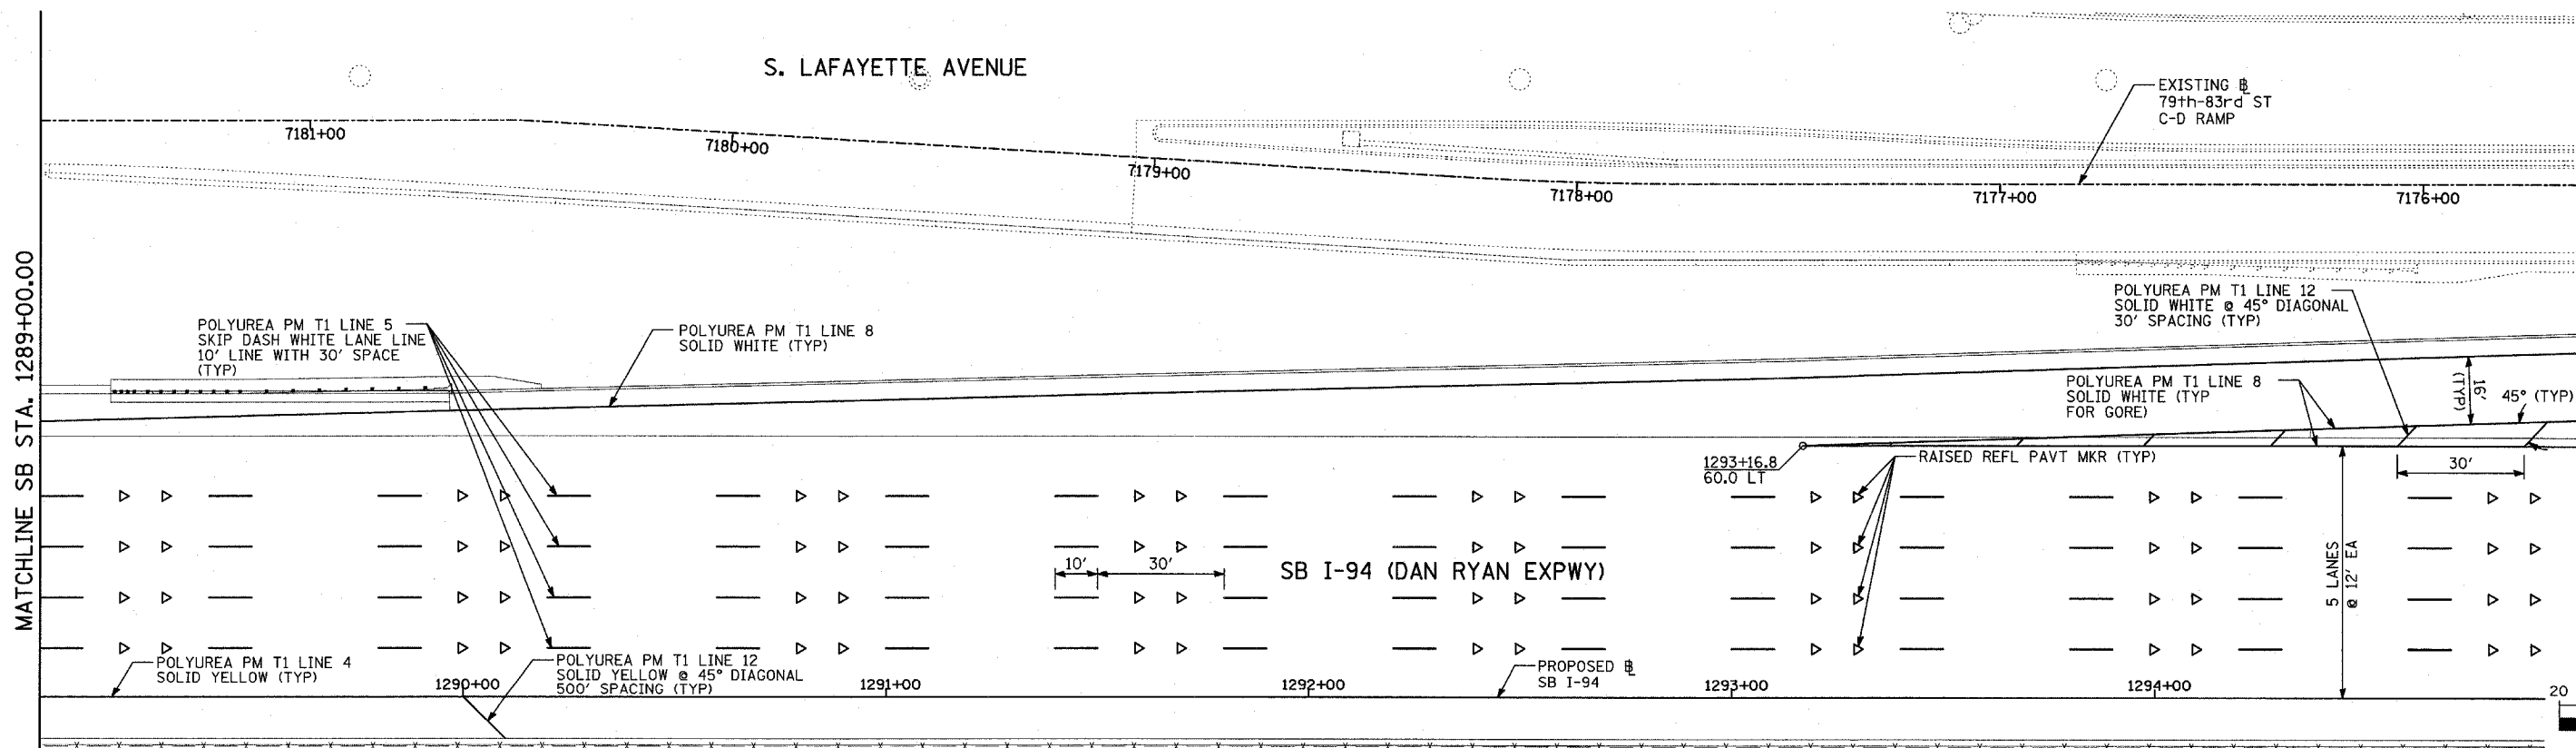 S. LAFAYETTE AVENUE
EXISTING ℄
79th-83rd ST
C-D RAMP
7181+00
7180+00
7179+00
7178+00
7177+00
7176+00
MATCHLINE SB STA. 1289+00.00
POLYUREA PM T1 LINE 5
SKIP DASH WHITE LANE LINE
10' LINE WITH 30' SPACE
(TYP)
POLYUREA PM T1 LINE 8
SOLID WHITE (TYP)
POLYUREA PM T1 LINE 12
SOLID WHITE @ 45° DIAGONAL
30' SPACING (TYP)
POLYUREA PM T1 LINE 8
SOLID WHITE (TYP
FOR GORE)
16'
(TYP)
45° (TYP)
1293+16.8
60.0 LT
RAISED REFL PAVT MKR (TYP)
30'
10'
30'
SB I-94 (DAN RYAN EXPWY)
5 LANES
@ 12' EA
POLYUREA PM T1 LINE 4
SOLID YELLOW (TYP)
POLYUREA PM T1 LINE 12
SOLID YELLOW @ 45° DIAGONAL
500' SPACING (TYP)
PROPOSED ℄
SB I-94
1290+00
1291+00
1292+00
1293+00
1294+00
20